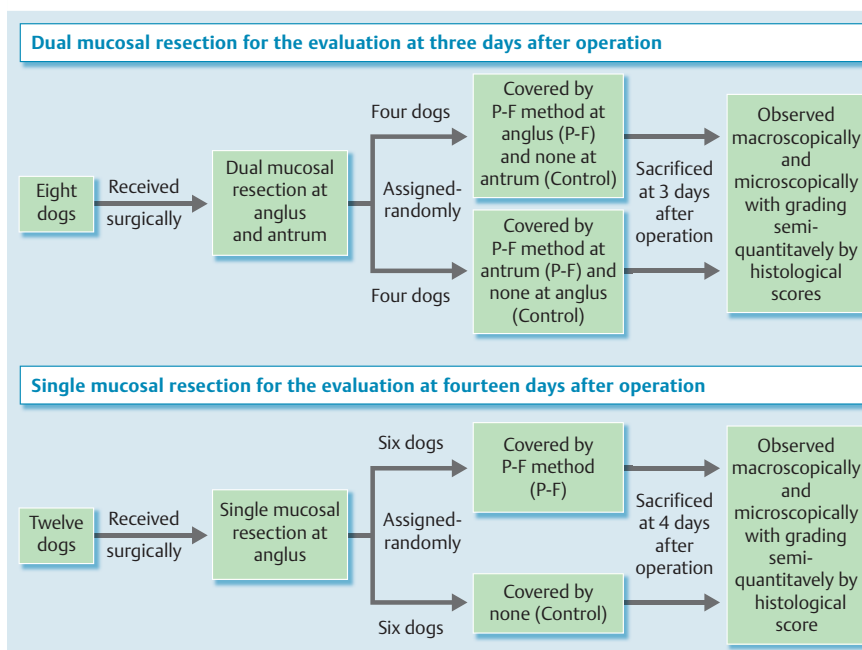 Dual mucosal resection for the evaluation at three days after operation
Eight
dogs
Received
surgically
Dual mucosal
resection at
anglus
and antrum
Four dogs
Assigned-
randomly
Four dogs
Covered by
P-F method at
anglus (P-F)
and none at
antrum (Control)
Covered by
P-F method at
antrum (P-F) and
none at anglus
(Control)
Sacrificed
at 3 days
after
operation
Observed
macroscopically
and
microscopically
with grading
semi-
quantitavely by
histological
scores
Single mucosal resection for the evaluation at fourteen days after operation
Twelve
dogs
Received
surgically
Single mucosal
resection at
anglus
Six dogs
Assigned-
randomly
Six dogs
Covered by
P-F method
(P-F)
Covered by
none (Control)
Sacrificed
at 4 days
after
operation
Observed
macroscopically
and
microscopically
with grading
semi-
quantitavely by
histological
score